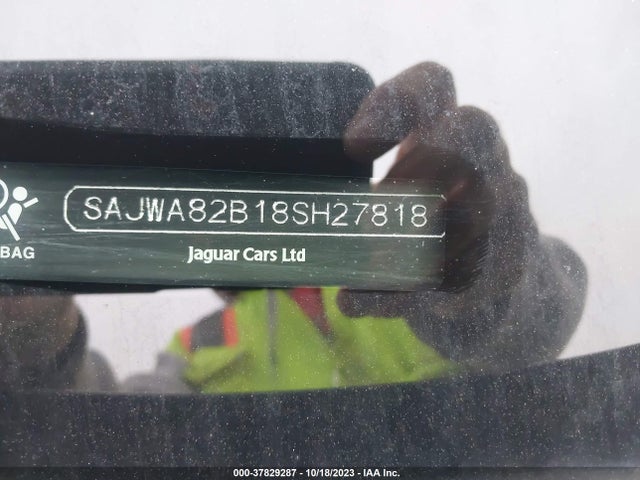 SAJWA82B18SH27818
BAG
Jaguar Cars Ltd
000-37829287 - 10/18/2023 - IAA Inc.